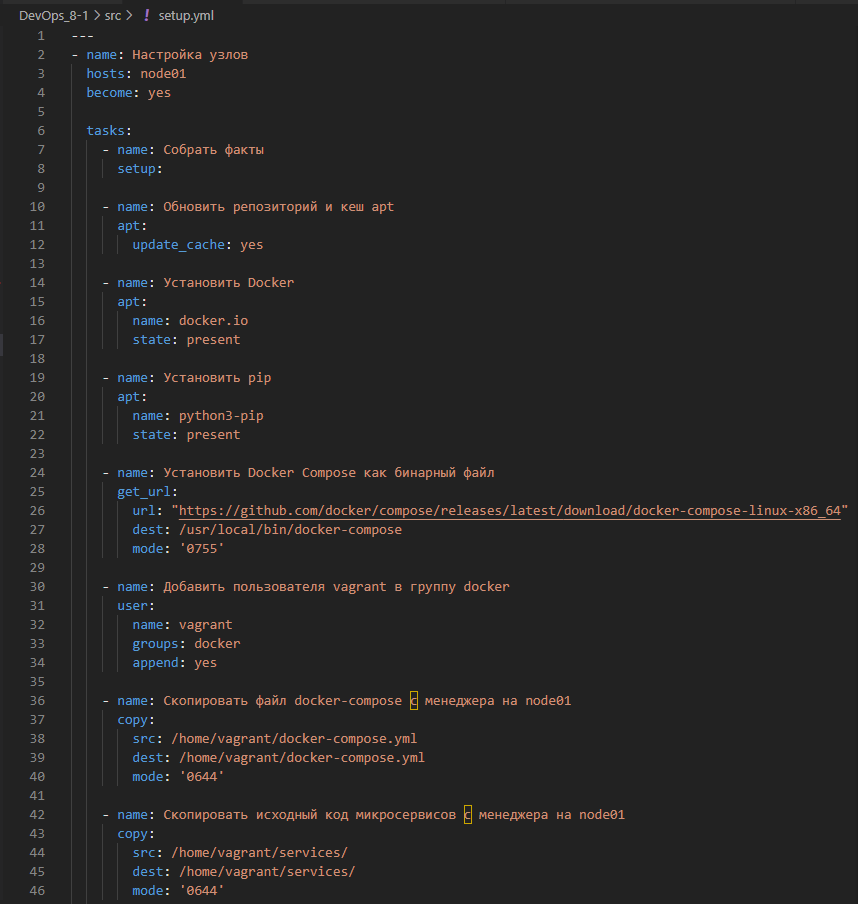 DevOps_8-1 > src > ! setup.yml
1 ---
2 - name: Настройка узлов
3 hosts: node01
4 become: yes
5
6 tasks:
7 - name: Собрать факты
8 setup:
9
10 - name: Обновить репозиторий и кеш apt
11 apt:
12 update_cache: yes
13
14 - name: Установить Docker
15 apt:
16 name: docker.io
17 state: present
18
19 - name: Установить pip
20 apt:
21 name: python3-pip
22 state: present
23
24 - name: Установить Docker Compose как бинарный файл
25 get_url:
26 url: "https://github.com/docker/compose/releases/latest/download/docker-compose-linux-x86_64"
27 dest: /usr/local/bin/docker-compose
28 mode: '0755'
29
30 - name: Добавить пользователя vagrant в группу docker
31 user:
32 name: vagrant
33 groups: docker
34 append: yes
35
36 - name: Скопировать файл docker-compose с менеджера на node01
37 copy:
38 src: /home/vagrant/docker-compose.yml
39 dest: /home/vagrant/docker-compose.yml
40 mode: '0644'
41
42 - name: Скопировать исходный код микросервисов с менеджера на node01
43 copy:
44 src: /home/vagrant/services/
45 dest: /home/vagrant/services/
46 mode: '0644'